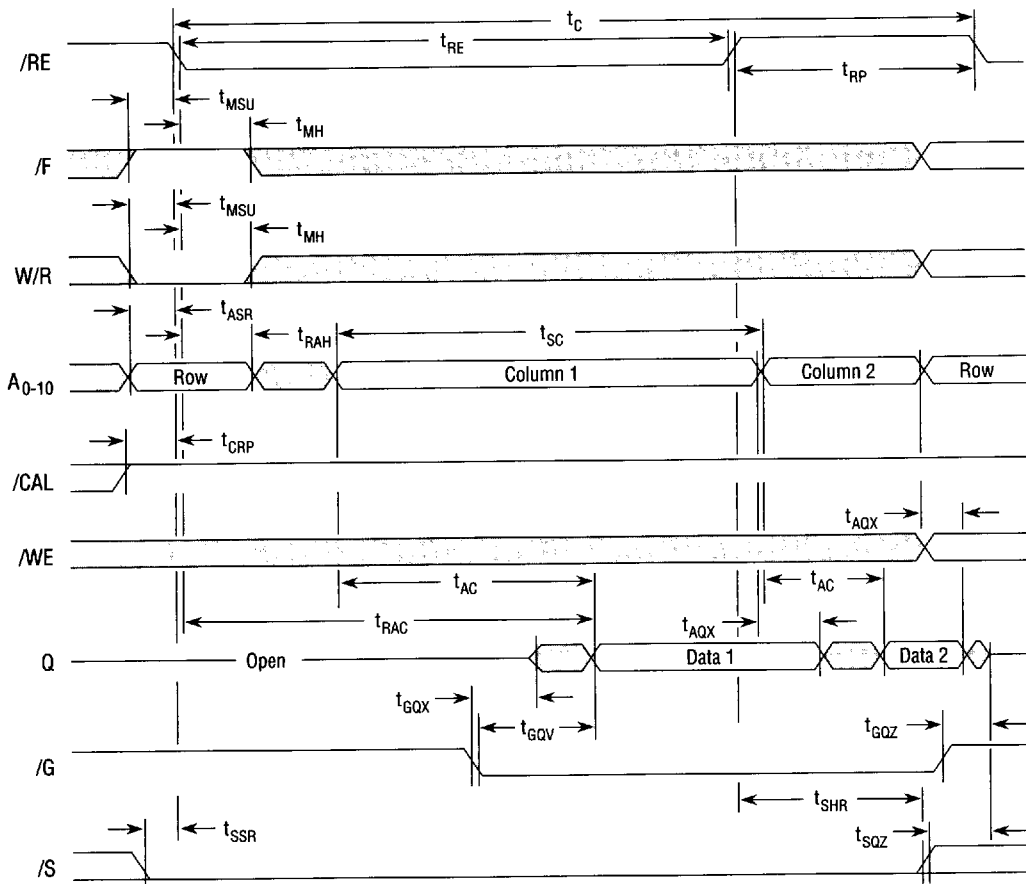 t_C
/RE
t_RE
t_RP
t_MSU
t_MH
/F
t_MSU
t_MH
W/R
t_ASR
t_RAH
t_SC
A_0-10
Row
Column 1
Column 2
Row
t_CRP
/CAL
t_AQX
/WE
t_AC
t_AC
t_RAC
t_AQX
Q
Open
Data 1
Data 2
t_GQX
t_GQV
t_GQZ
/G
t_SHR
t_SSR
t_SQZ
/S